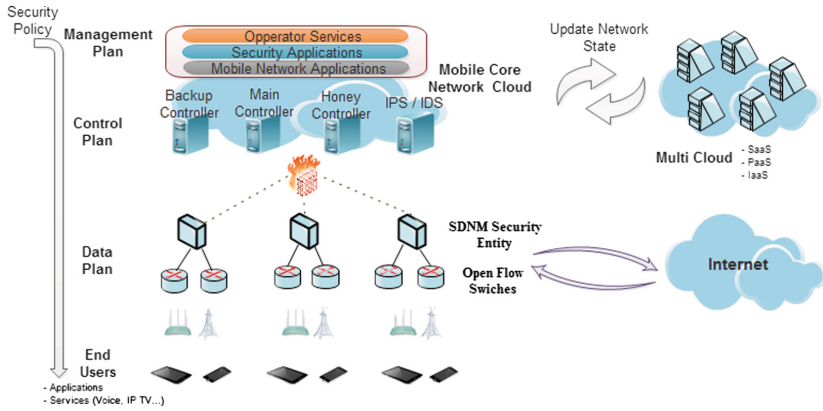 Security
Policy
Management
Plan
Opperator Services
Security Applications
Mobile Network Applications
Mobile Core
Network Cloud
Update Network
State
Backup
Controller
Main
Controller
Honey
Controller
IPS / IDS
Control
Plan
Multi Cloud
- SaaS
- PaaS
- IaaS
Data
Plan
SDNM Security
Entity
Open Flow
Swiches
Internet
End
Users
- Applications
- Services (Voice, IP TV...)